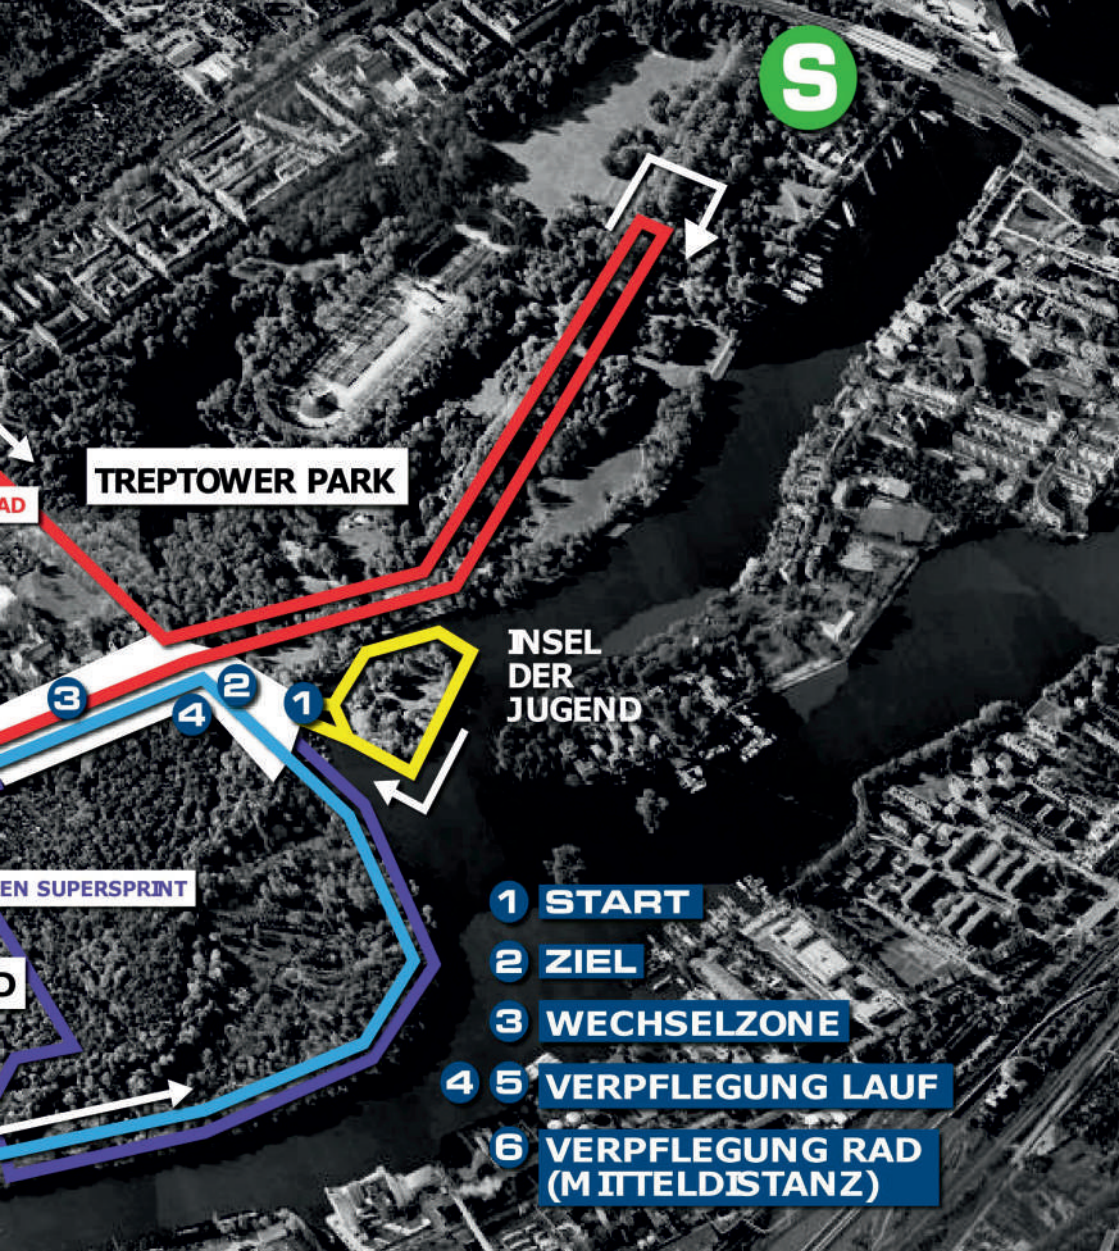 S
TREPTOWER PARK
AD
INSEL
DER
JUGEND
3
2
4
1
EN SUPERSPRINT
D
1 START
2 ZIEL
3 WECHSELZONE
4 5 VERPFLEGUNG LAUF
6 VERPFLEGUNG RAD
(MITTELDISTANZ)